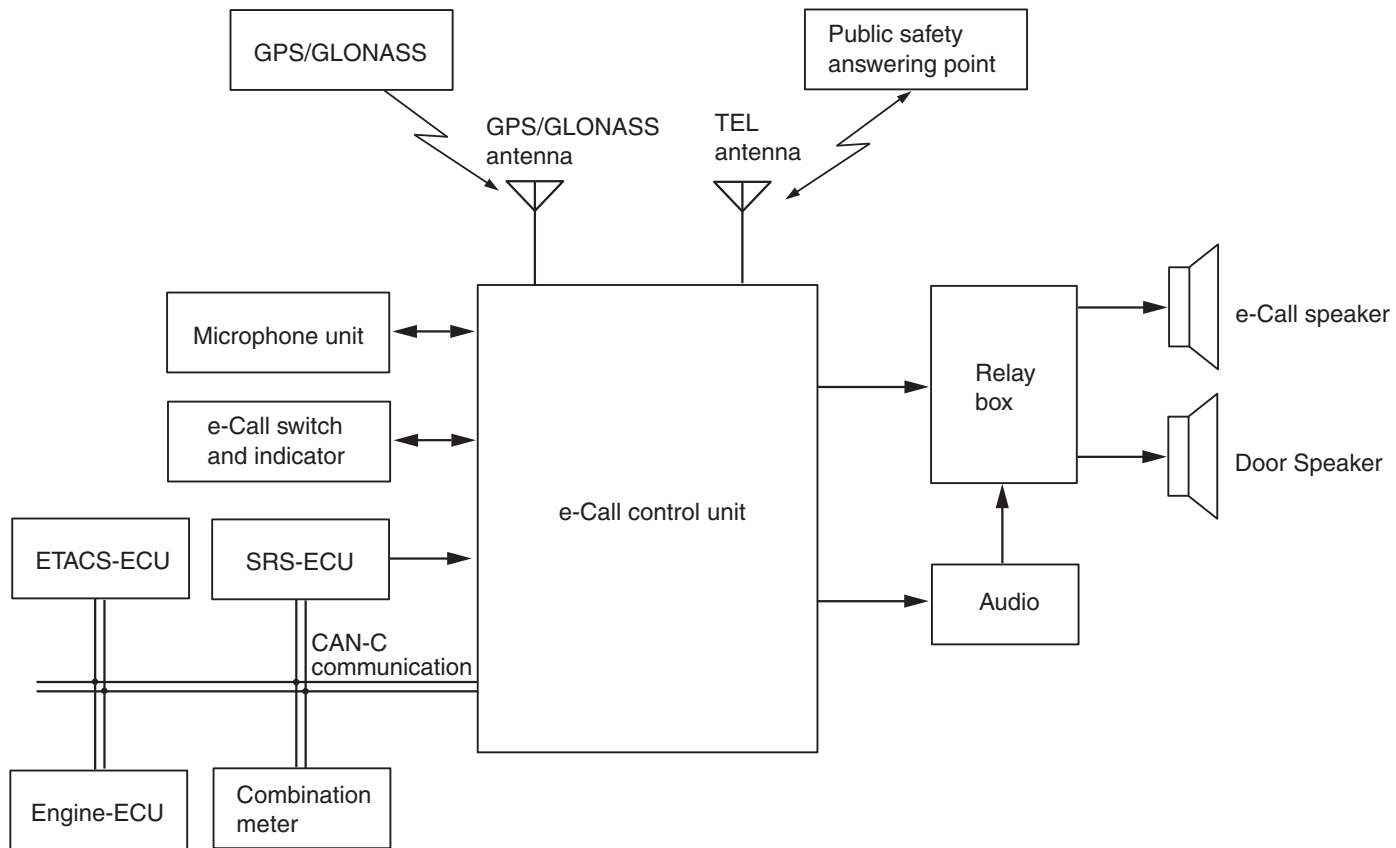 GPS/GLONASS
Public safety
answering point
GPS/GLONASS
antenna
TEL
antenna
Microphone unit
e-Call switch
and indicator
ETACS-ECU
SRS-ECU
CAN-C
communication
Engine-ECU
Combination
meter
e-Call control unit
Relay
box
Audio
e-Call speaker
Door Speaker